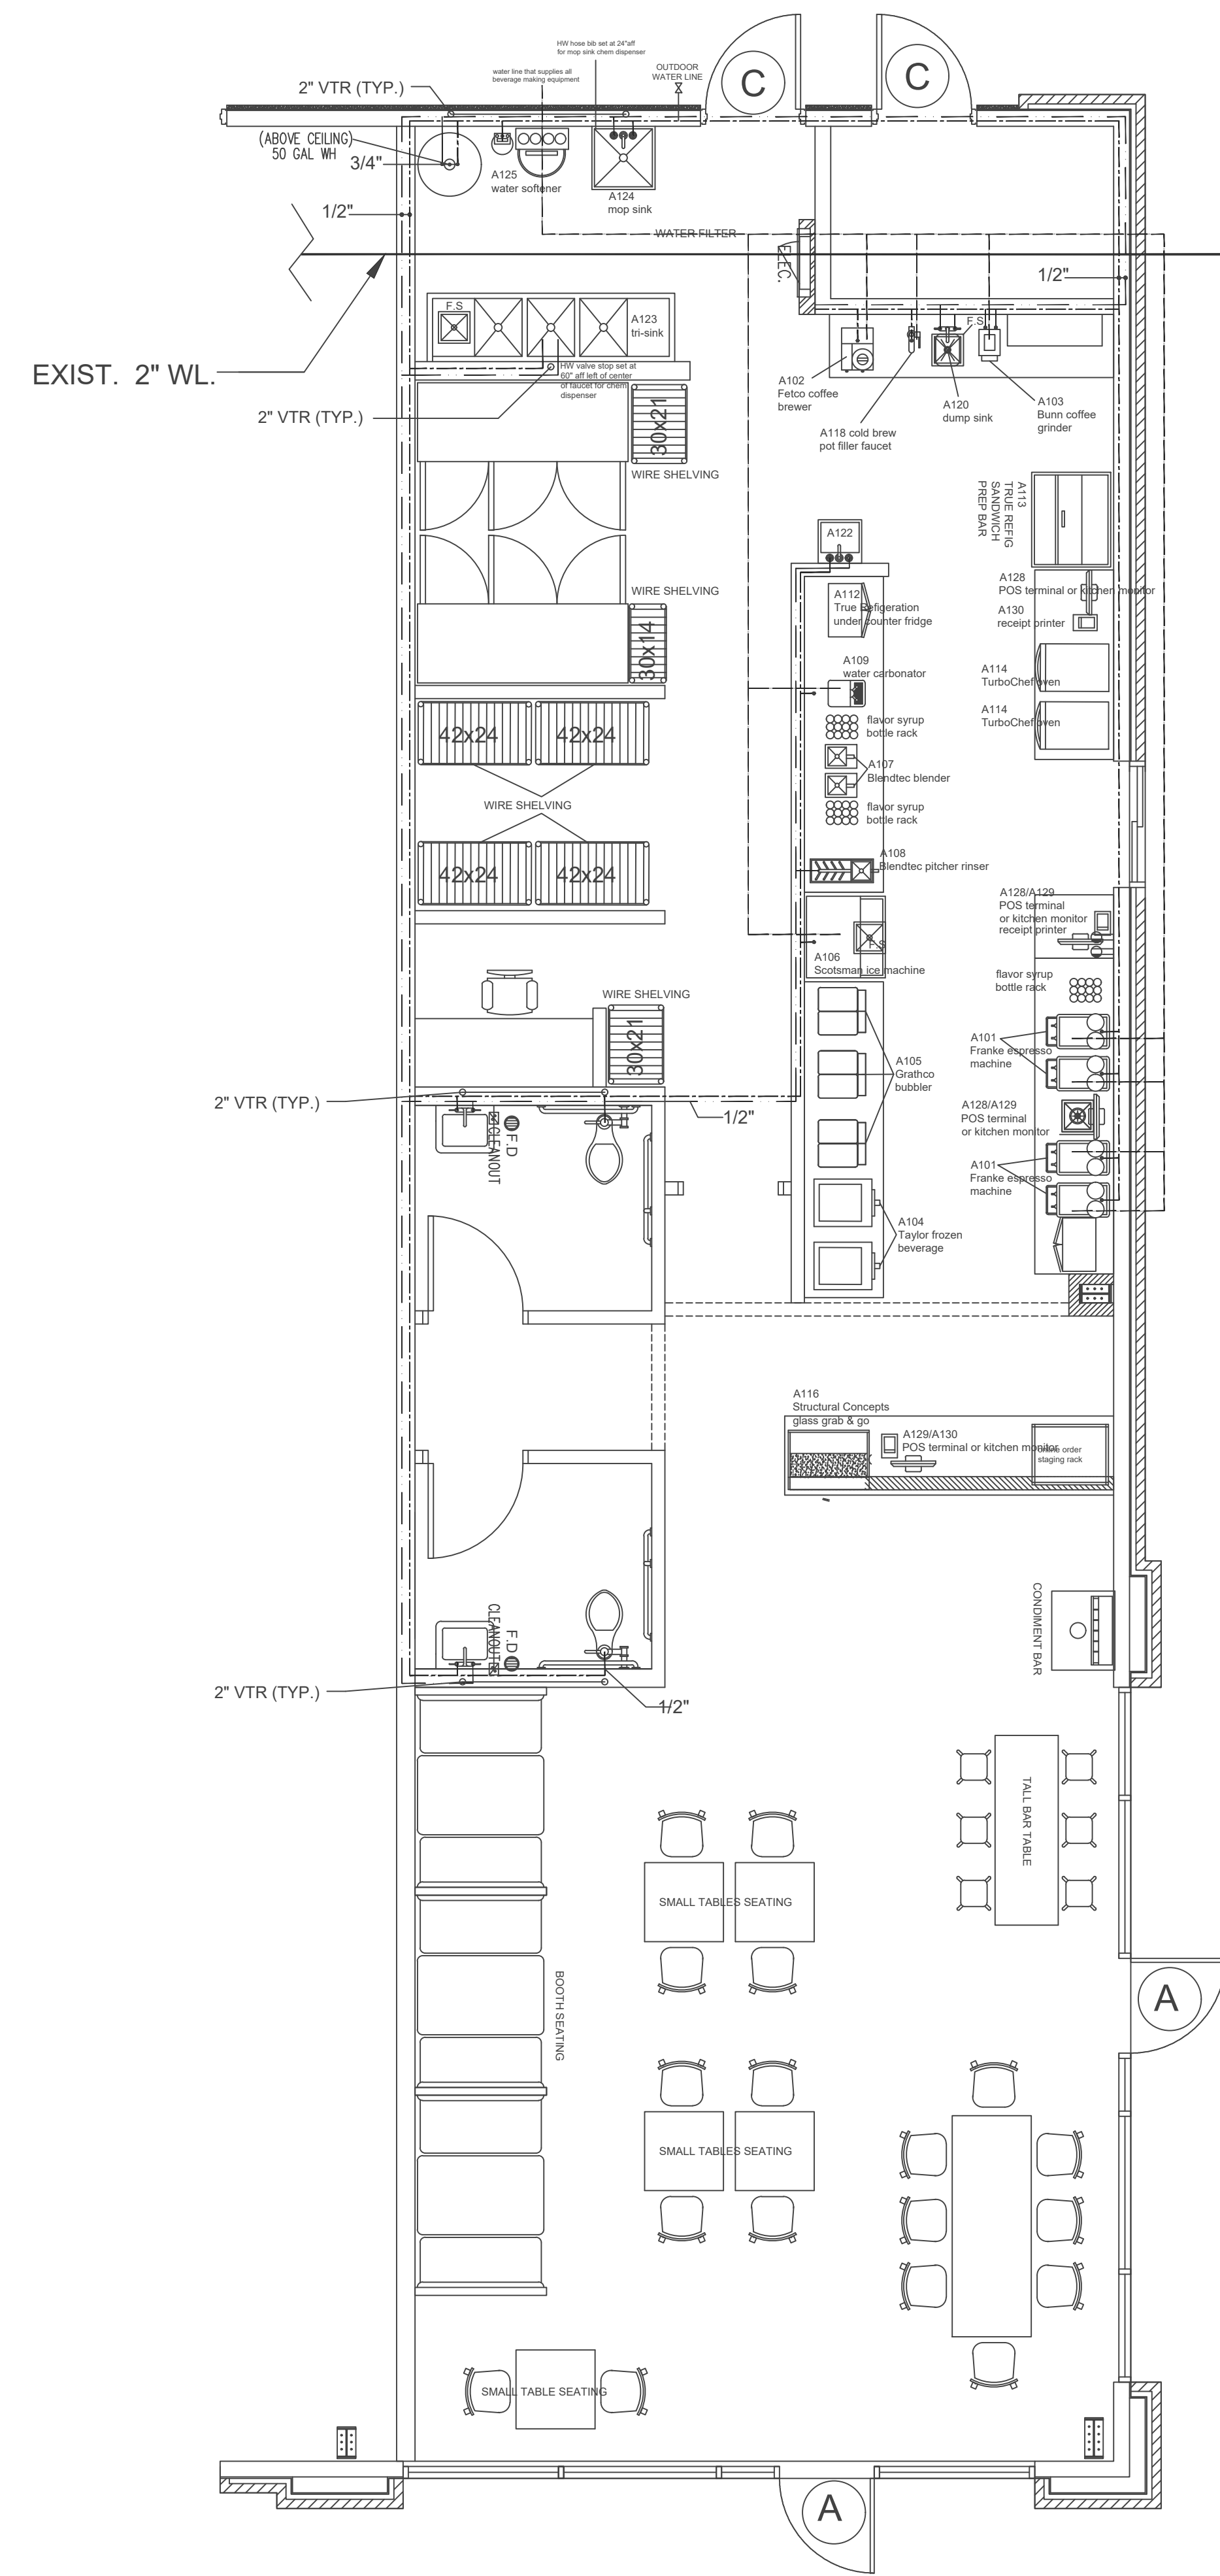 HW hose bib set at 24"aff
for mop sink chem dispenser
water line that supplies all
beverage making equipment
OUTDOOR
WATER LINE
C
C
2" VTR (TYP.)
(ABOVE CEILING)
50 GAL WH
3/4"
A125
water softener
A124
mop sink
1/2"
WATER FILTER
ELEC.
1/2"
EXIST. 2" WL.
F.S
A123
tri-sink
HW valve stop set at
60" aff left of center
of faucet for chem
dispenser
2" VTR (TYP.)
F.S
A102
Fetco coffee
brewer
A118 cold brew
pot filler faucet
A120
dump sink
A103
Bunn coffee
grinder
30x21
WIRE SHELVING
A113
TRUE REFIG
SANDWICH
PREP BAR
A122
WIRE SHELVING
30x14
A112
True Refigeration
under counter fridge
A128
POS terminal or kitchen monitor
A130
receipt printer
A109
water carbonator
A114
TurboChef oven
A114
TurboChef oven
flavor syrup
bottle rack
A107
Blendtec blender
flavor syrup
bottle rack
42x24
42x24
WIRE SHELVING
42x24
42x24
A108
Blendtec pitcher rinser
A128/A129
POS terminal
or kitchen monitor
receipt printer
F.S
A106
Scotsman ice machine
flavor syrup
bottle rack
WIRE SHELVING
30x21
A101
Franke espresso
machine
A105
Grathco
bubbler
2" VTR (TYP.)
1/2"
A128/A129
POS terminal
or kitchen monitor
CLEANOUT
F.D
A101
Franke espresso
machine
A104
Taylor frozen
beverage
A116
Structural Concepts
glass grab & go
A129/A130
POS terminal or kitchen monitor
online order
staging rack
CONDIMENT BAR
CLEANOUT
F.D
2" VTR (TYP.)
1/2"
TALL BAR TABLE
SMALL TABLES SEATING
BOOTH SEATING
A
SMALL TABLES SEATING
SMALL TABLE SEATING
A